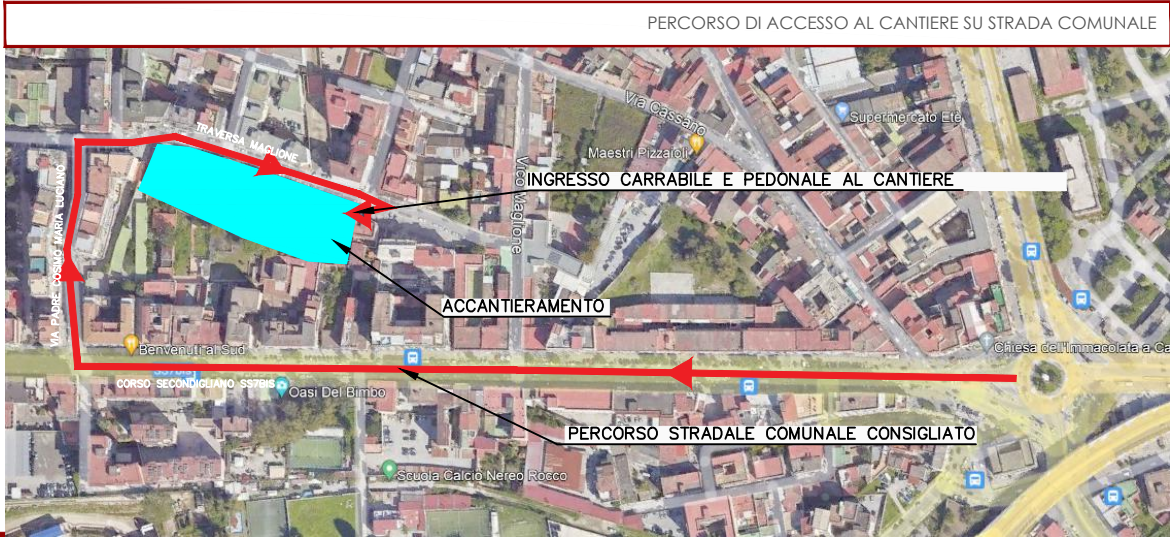 PERCORSO DI ACCESSO AL CANTIERE SU STRADA COMUNALE
Via Cassano
Supermercato Ete
TRAVERSA MAGLIONE
Maestri Pizzaioli
Vico Maglione
INGRESSO CARRABILE E PEDONALE AL CANTIERE
VIA PADRE COSIMO MARIA LUCIANO
ACCANTIERAMENTO
Benvenuti al Sud
Chiesa dell'Immacolata a Ca
SS7bis
CORSO SECONDIGLIANO SS7BIS
Oasi Del Bimbo
PERCORSO STRADALE COMUNALE CONSIGLIATO
Scuola Calcio Nereo Rocco